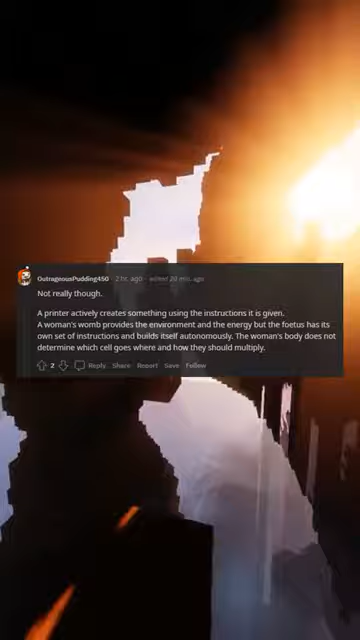 OutrageousPudding450 · 2 hr. ago · edited 20 min. ago
Not really though.
A printer actively creates something using the instructions it is given.
A woman's womb provides the environment and the energy but the foetus has its
own set of instructions and builds itself autonomously. The woman's body does not
determine which cell goes where and how they should multiply.
2 Reply Share Report Save Follow